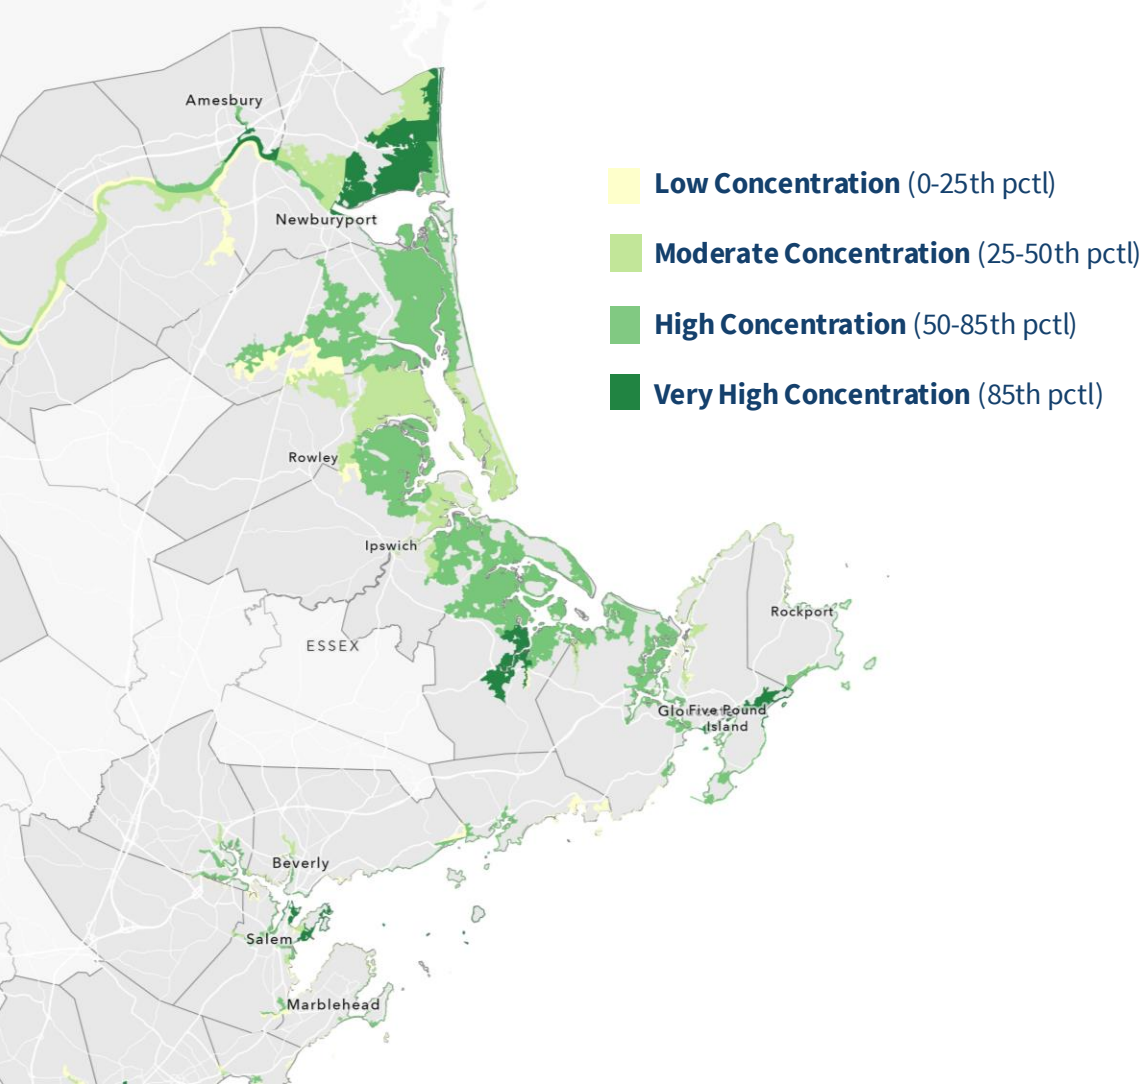 Amesbury
Low Concentration (0-25th pctl)
Newburyport
Moderate Concentration (25-50th pctl)
High Concentration (50-85th pctl)
Very High Concentration (85th pctl)
Rowley
Ipswich
Rockport
ESSEX
Five Pound
Island
Beverly
Salem
Marblehead